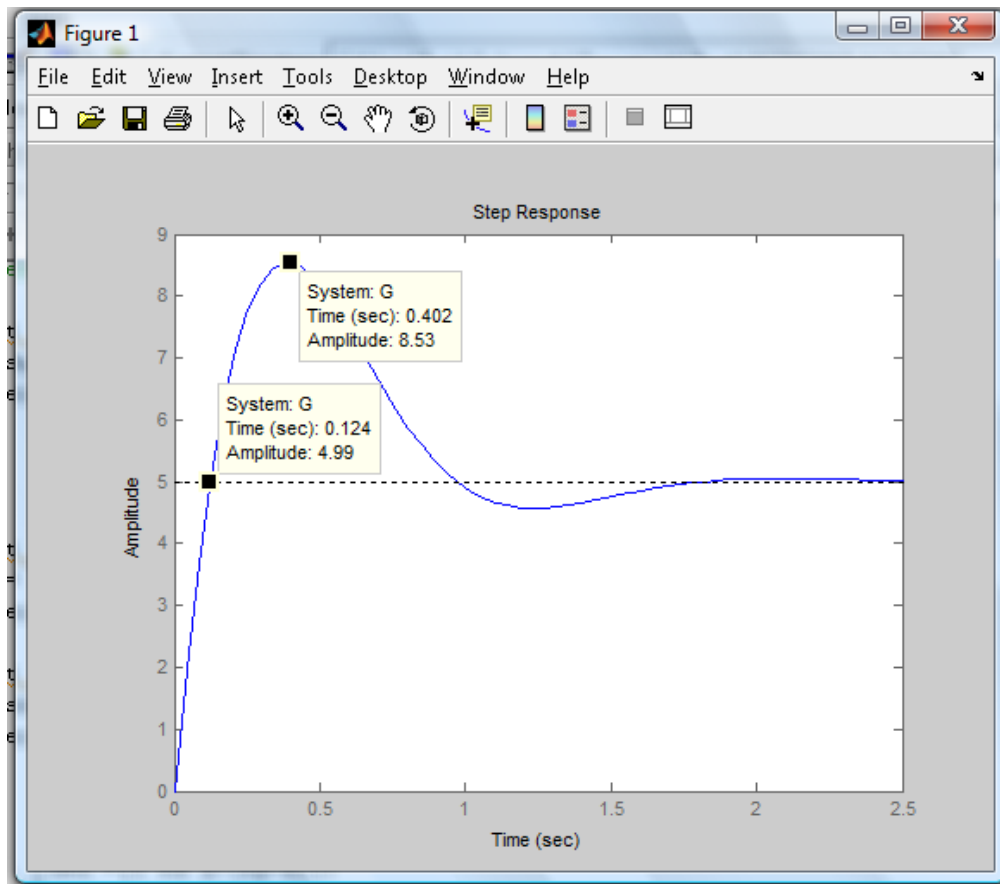 Figure 1
File Edit View Insert Tools Desktop Window Help
Step Response
9
8
7
6
5
4
3
2
1
0
System: G
Time (sec): 0.402
Amplitude: 8.53
System: G
Time (sec): 0.124
Amplitude: 4.99
Amplitude
0 0.5 1 1.5 2 2.5
Time (sec)